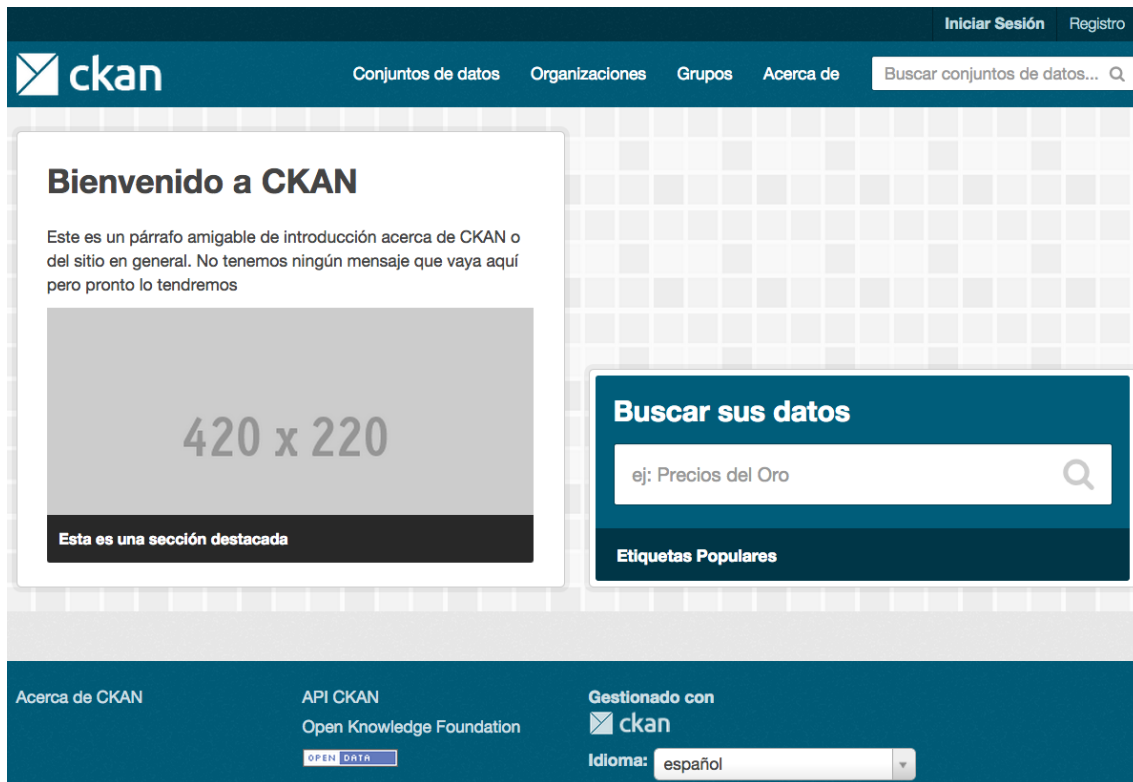 Iniciar Sesión Registro
ckan
Conjuntos de datos Organizaciones Grupos Acerca de Buscar conjuntos de datos...
Bienvenido a CKAN
Este es un párrafo amigable de introducción acerca de CKAN o
del sitio en general. No tenemos ningún mensaje que vaya aquí
pero pronto lo tendremos
420 x 220
Esta es una sección destacada
Buscar sus datos
ej: Precios del Oro
Etiquetas Populares
Acerca de CKAN
API CKAN
Open Knowledge Foundation
OPEN DATA
Gestionado con
ckan
Idioma: español